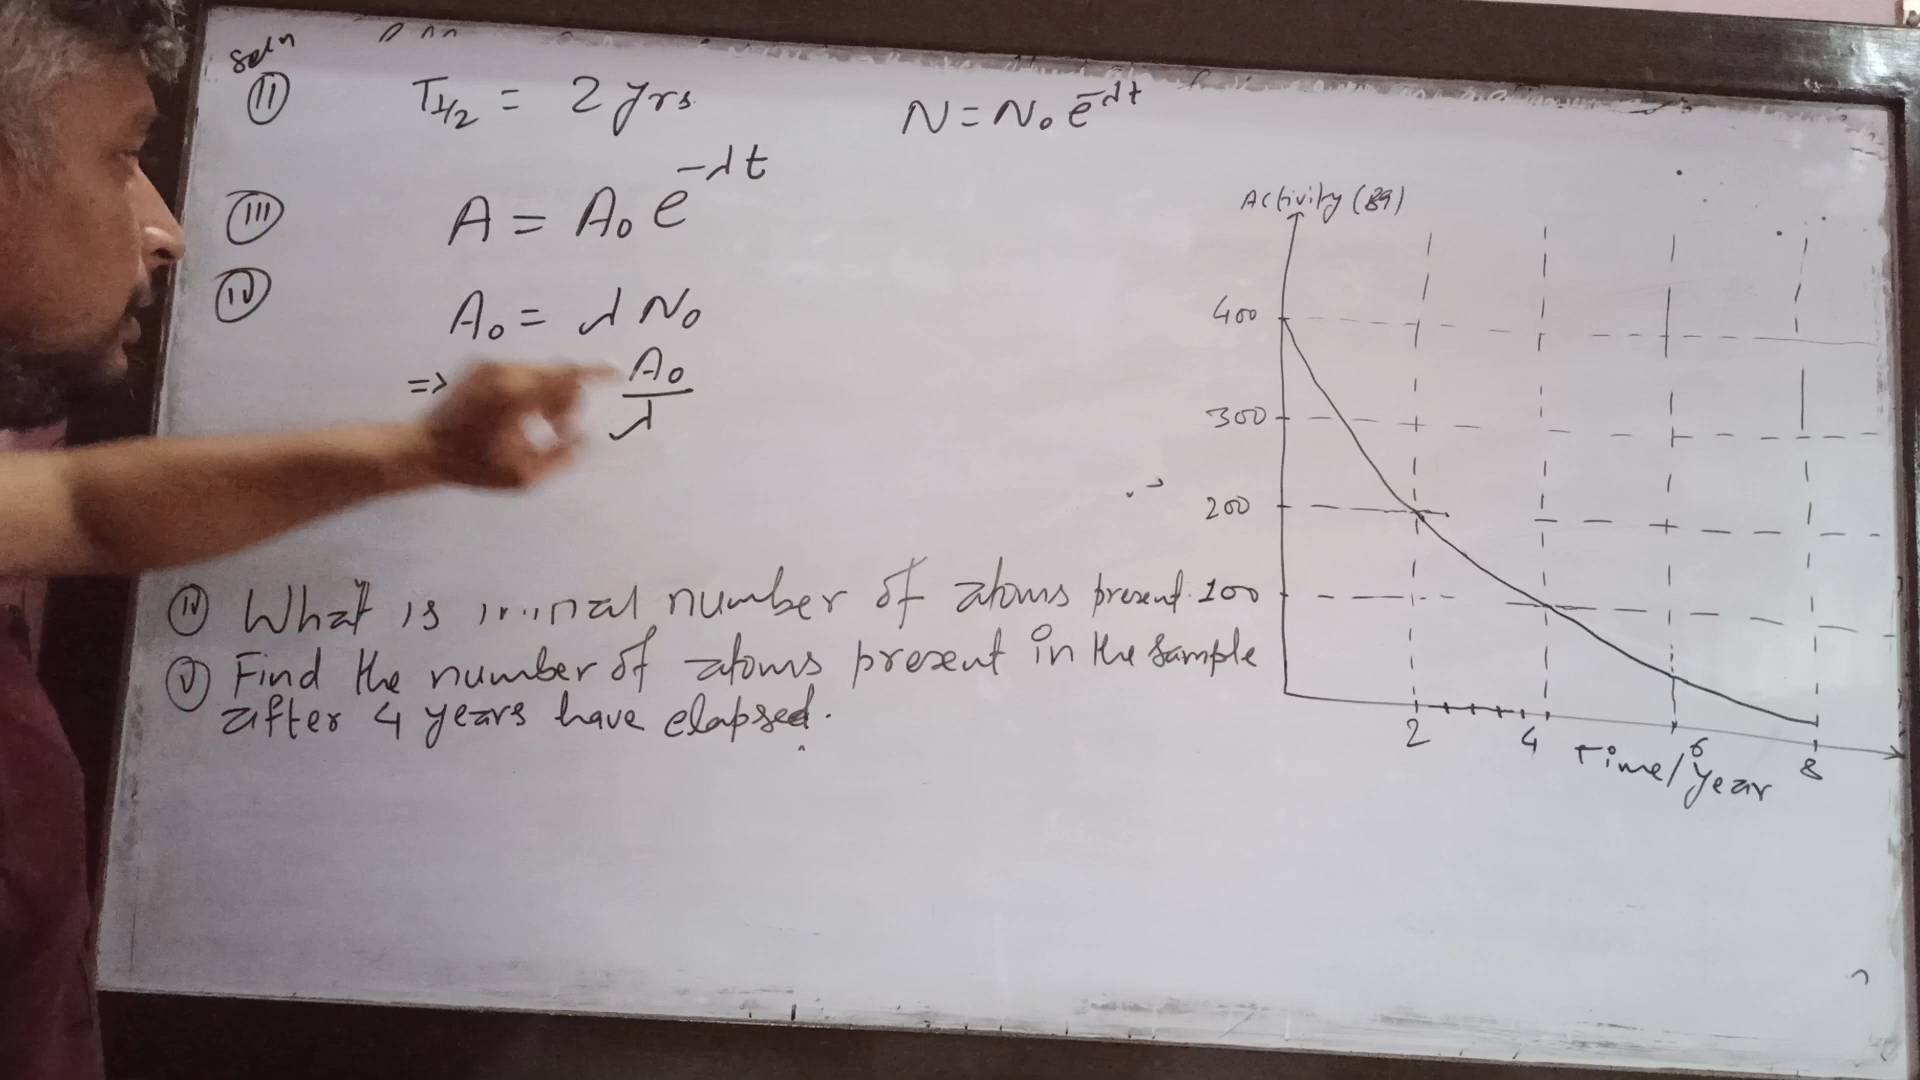 Solⁿ
(ii) T½ = 2 yrs.
N = N₀ e^-λt
(iii) A = A₀ e^-λt
(iv) A₀ = λ N₀
=> A₀/λ
(iv) What is number of atoms present.
(v) Find the number of atoms present in the sample
after 4 years have elapsed.
Activity (Bq)
400
300
200
100
2 4 6 8
Time/year